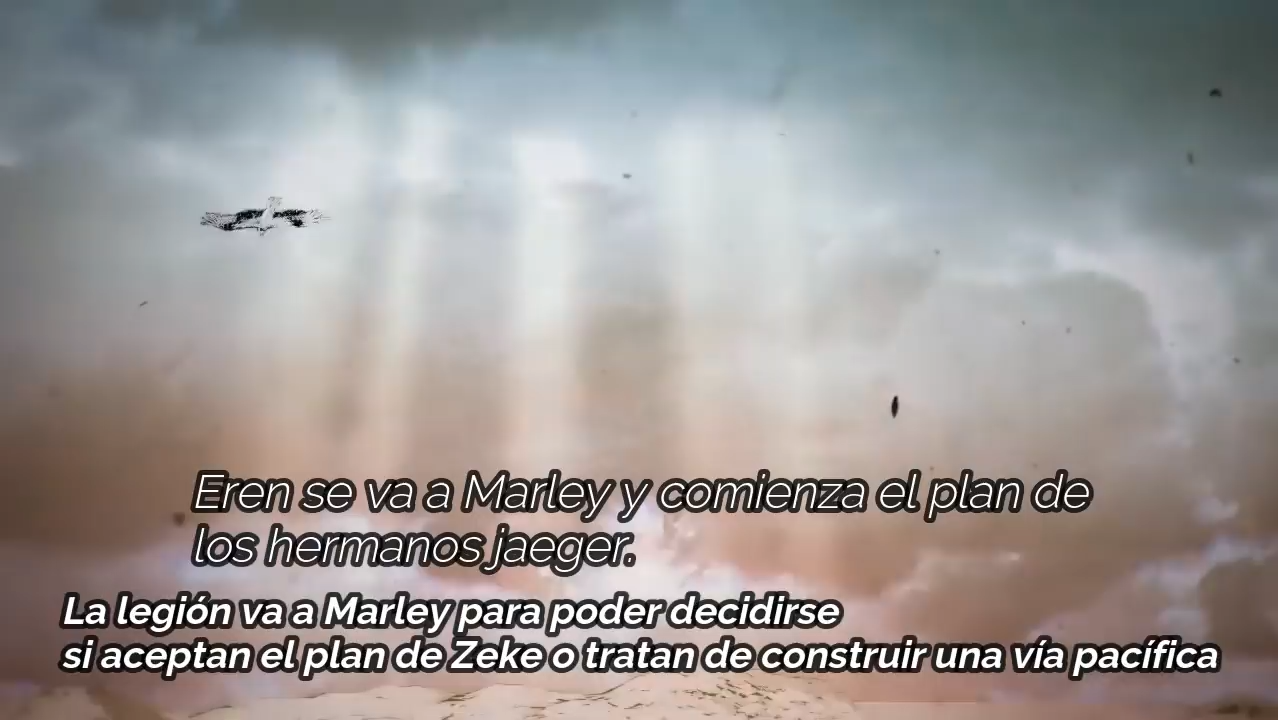 Eren se va a Marley y comienza el plan de
los hermanos jaeger.
La legión va a Marley para poder decidirse
si aceptan el plan de Zeke o tratan de construir una vía pacífica